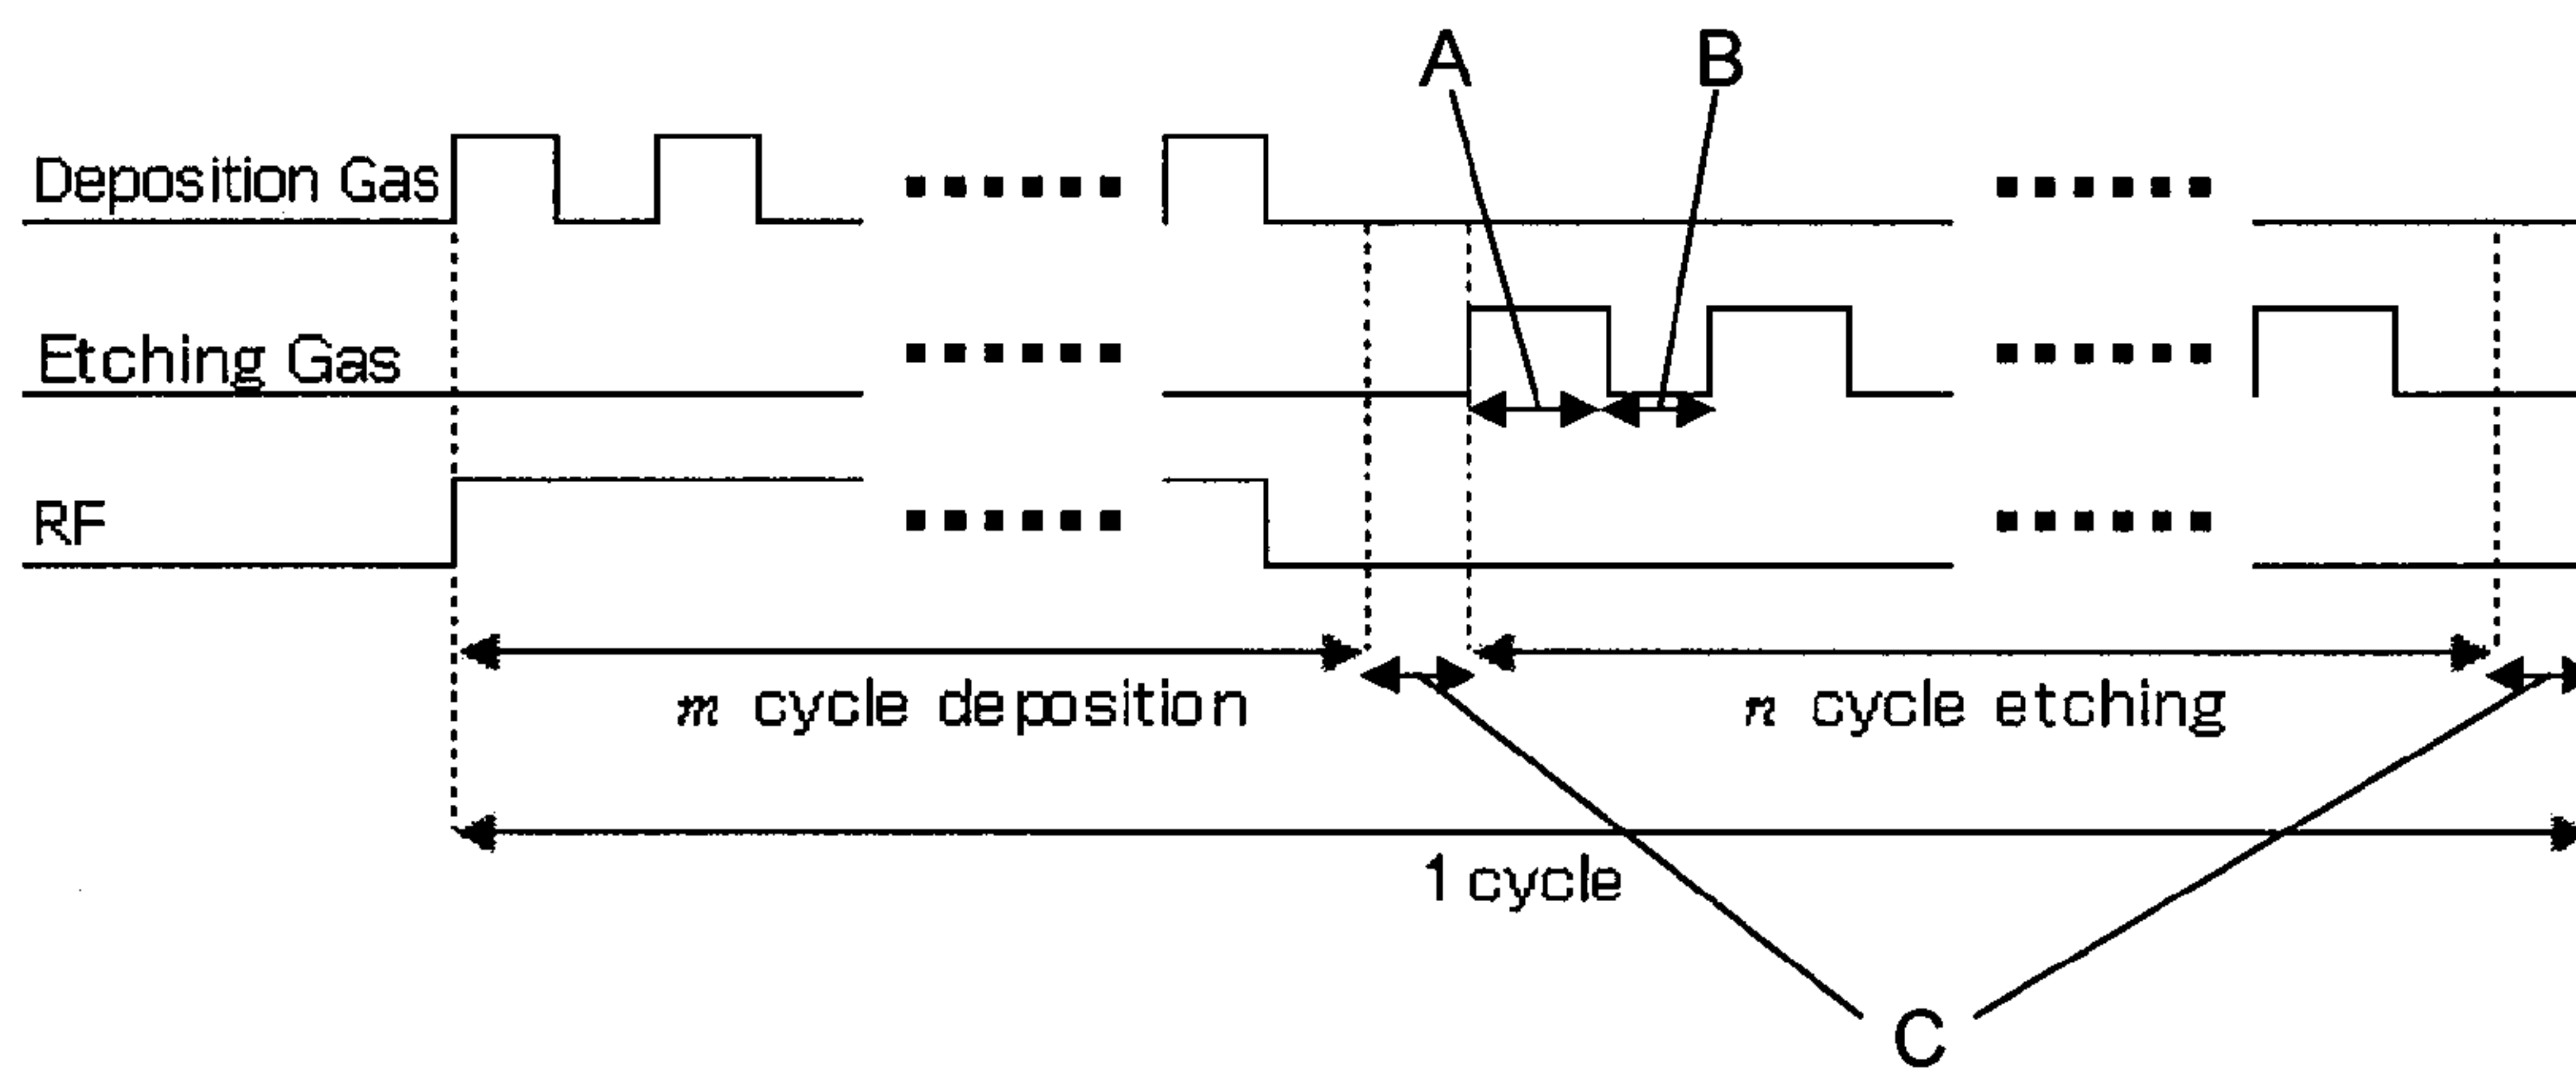 A B
Deposition Gas
Etching Gas
RF
m cycle deposition n cycle etching
1 cycle
C